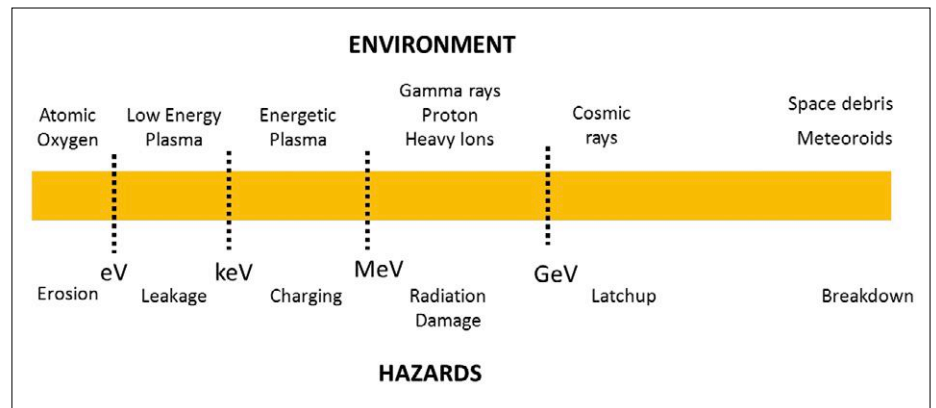 ENVIRONMENT
Atomic
Oxygen
Low Energy
Plasma
Energetic
Plasma
Gamma rays
Proton
Heavy Ions
Cosmic
rays
Space debris
Meteoroids
eV
keV
MeV
GeV
Erosion
Leakage
Charging
Radiation
Damage
Latchup
Breakdown
HAZARDS